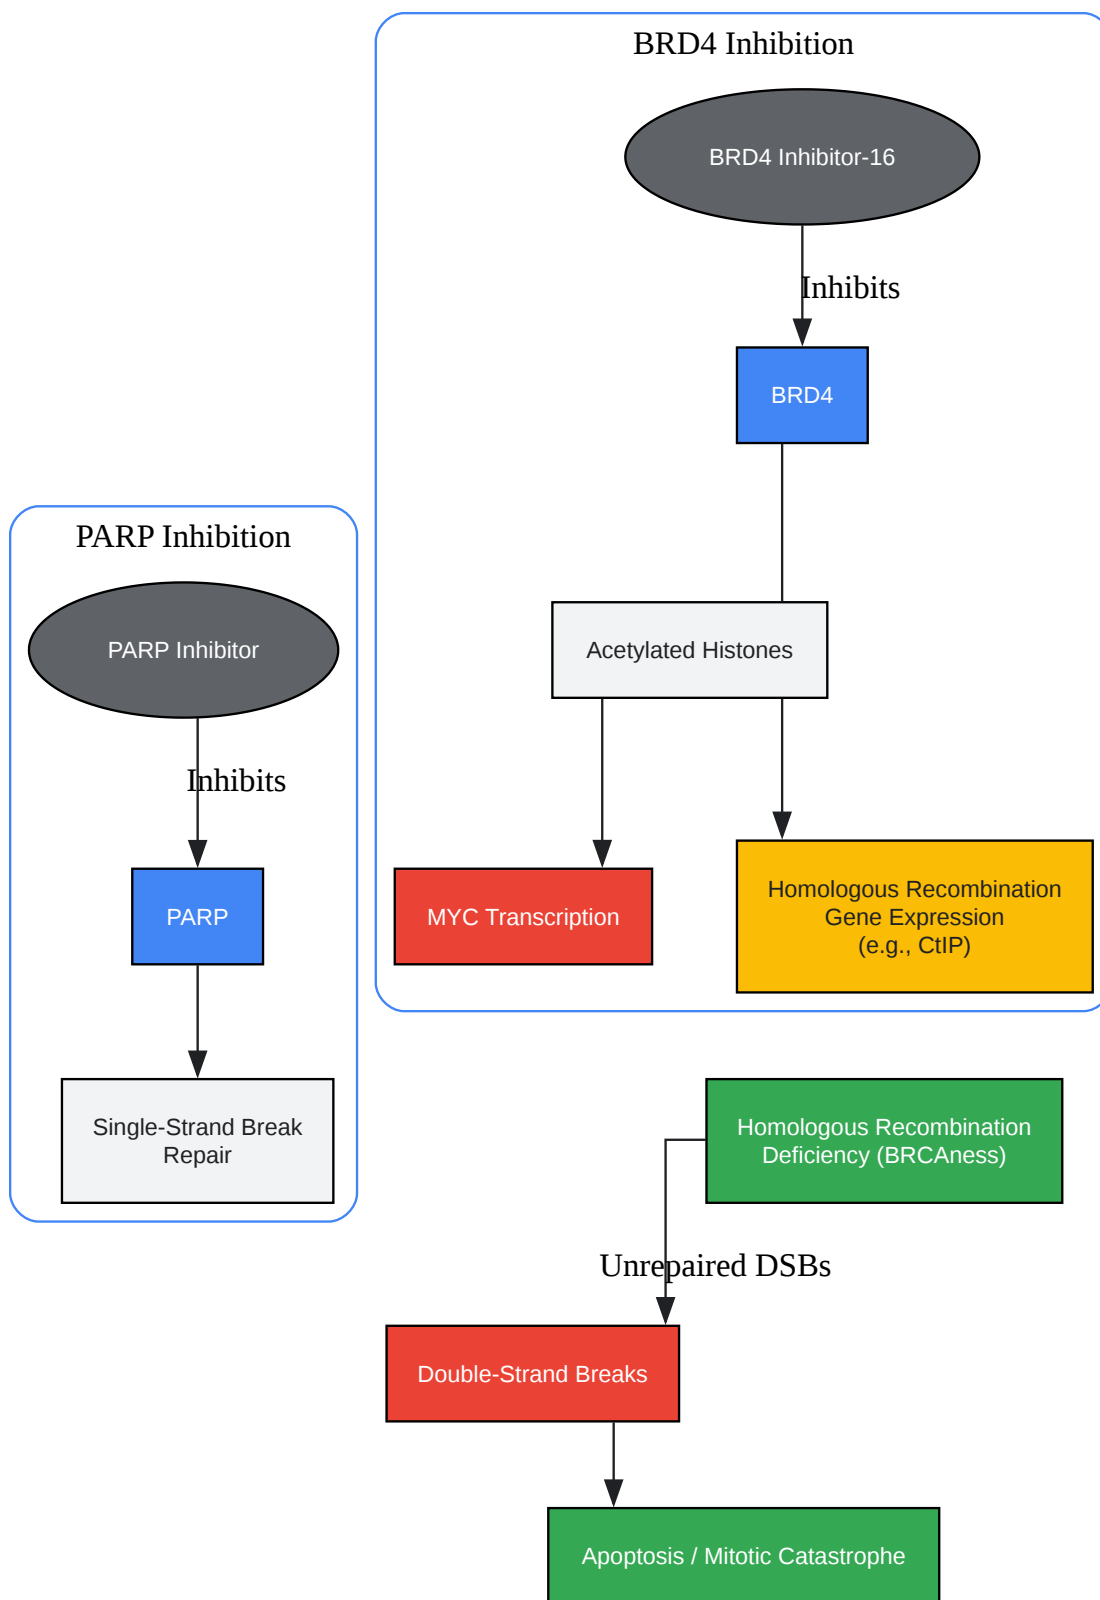 BRD4 Inhibition
BRD4 Inhibitor-16
Inhibits
BRD4
PARP Inhibition
PARP Inhibitor
Acetylated Histones
Inhibits
PARP
MYC Transcription
Homologous Recombination
Gene Expression
(e.g., CtIP)
Single-Strand Break
Repair
Homologous Recombination
Deficiency (BRCAness)
Unrepaired DSBs
Double-Strand Breaks
Apoptosis / Mitotic Catastrophe